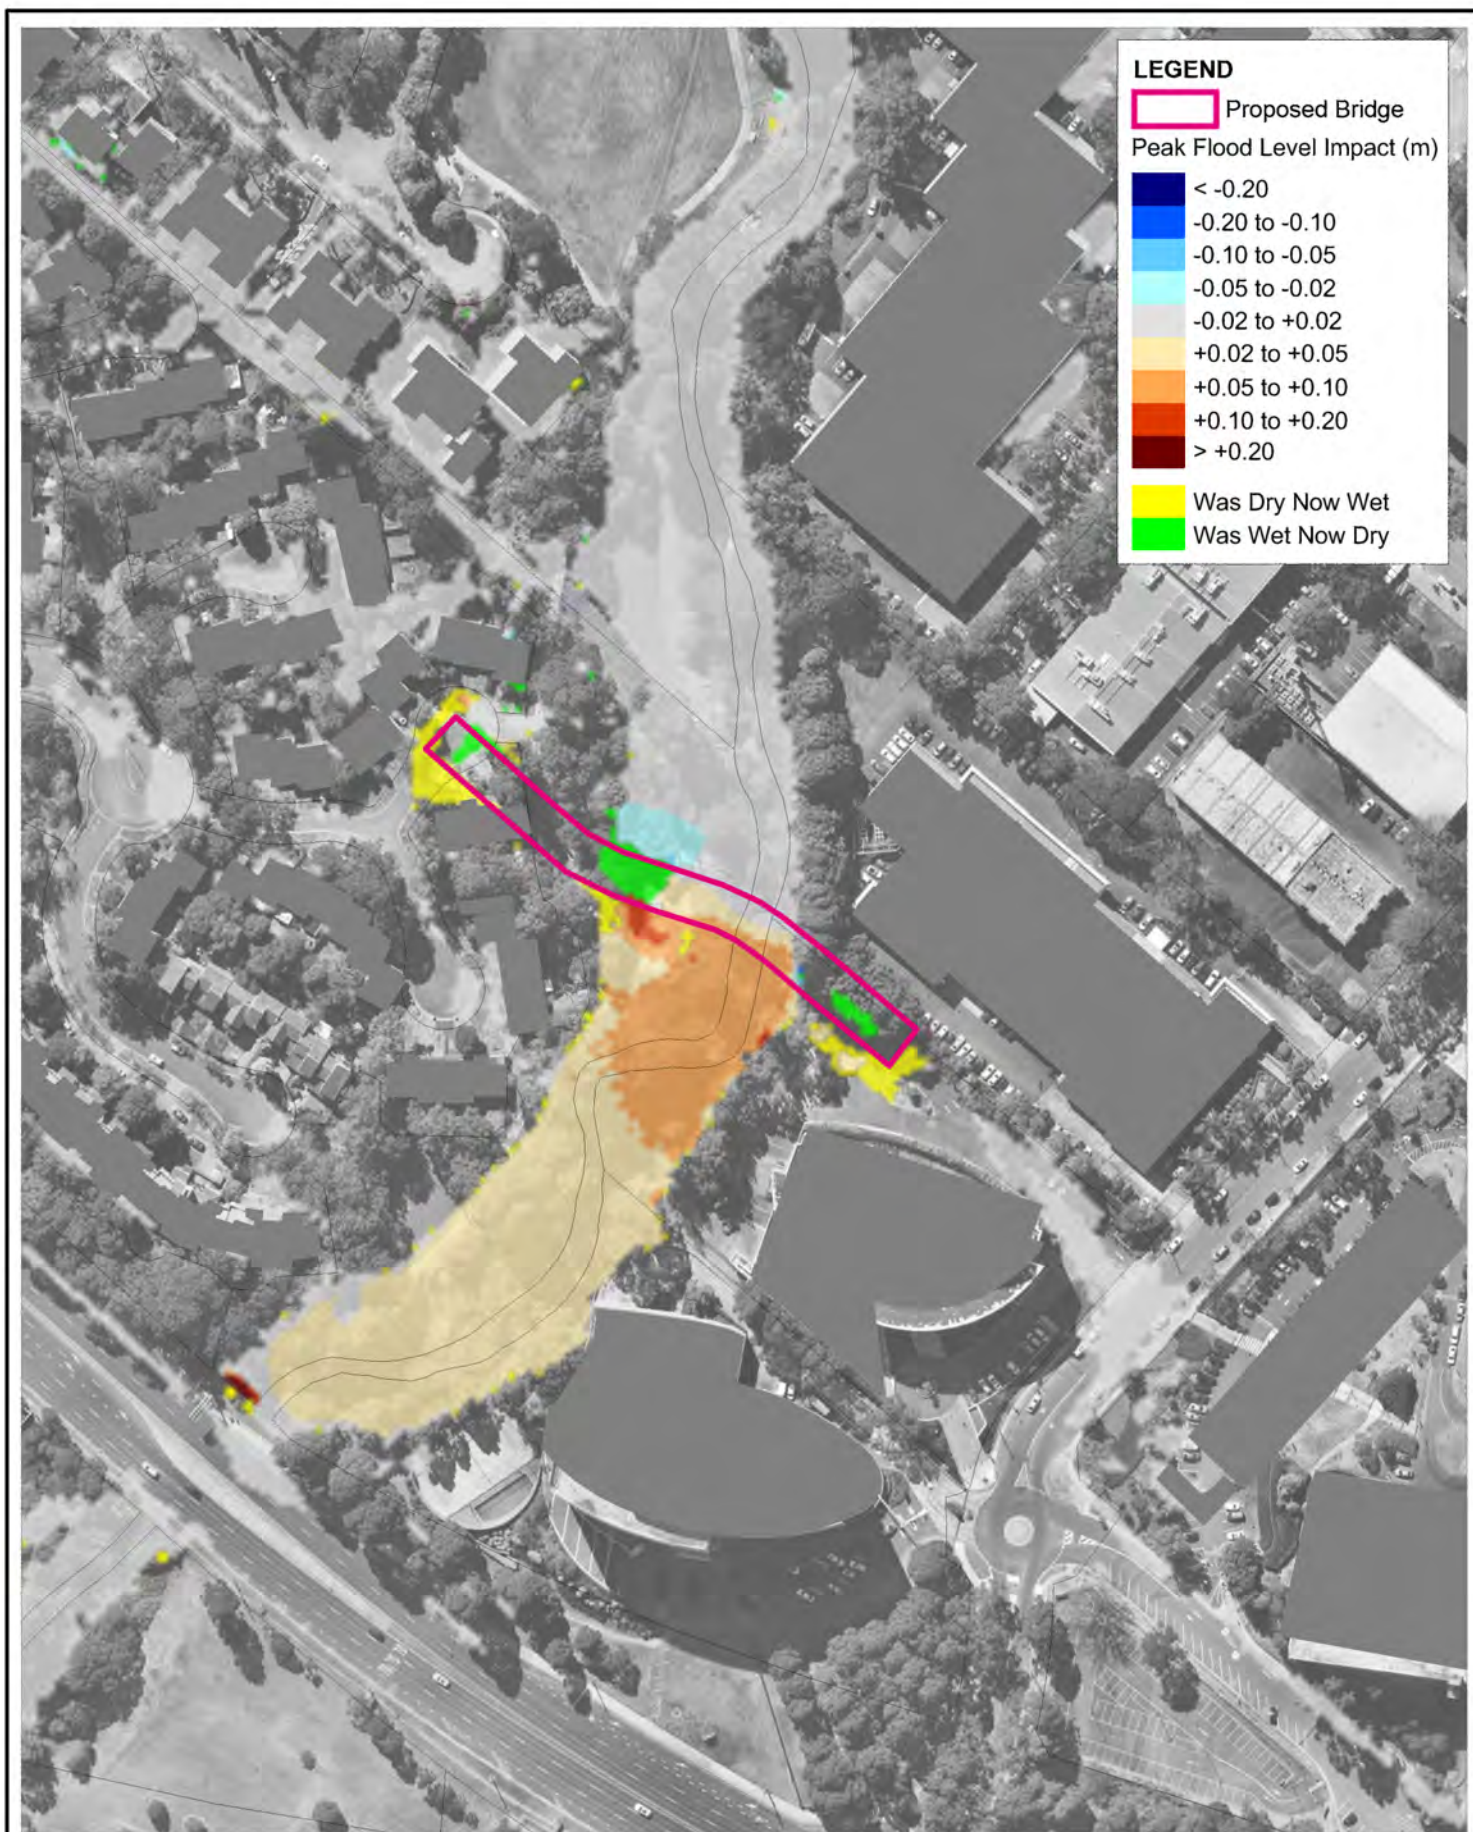 LEGEND
Proposed Bridge
Peak Flood Level Impact (m)
< -0.20
-0.20 to -0.10
-0.10 to -0.05
-0.05 to -0.02
-0.02 to +0.02
+0.02 to +0.05
+0.05 to +0.10
+0.10 to +0.20
> +0.20
Was Dry Now Wet
Was Wet Now Dry